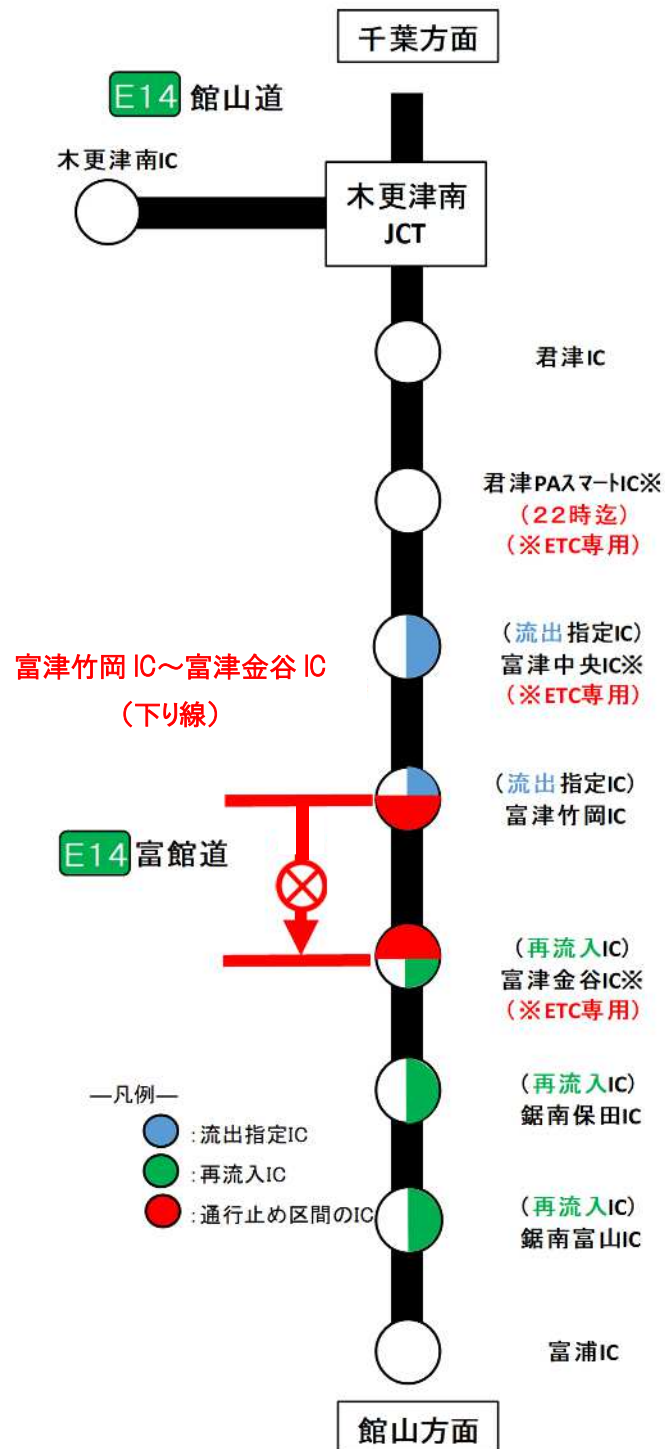 千葉方面
E14 館山道
木更津南IC
木更津南
JCT
君津IC
君津PAスマートIC※
(22時迄)
(※ETC専用)
(流出指定IC)
富津中央IC※
(※ETC専用)
富津竹岡IC～富津金谷IC
(下り線)
(流出指定IC)
富津竹岡IC
E14 富館道
(再流入IC)
富津金谷IC※
(※ETC専用)
(再流入IC)
鋸南保田IC
―凡例―
:流出指定IC
:再流入IC
:通行止め区間のIC
(再流入IC)
鋸南富山IC
富浦IC
館山方面